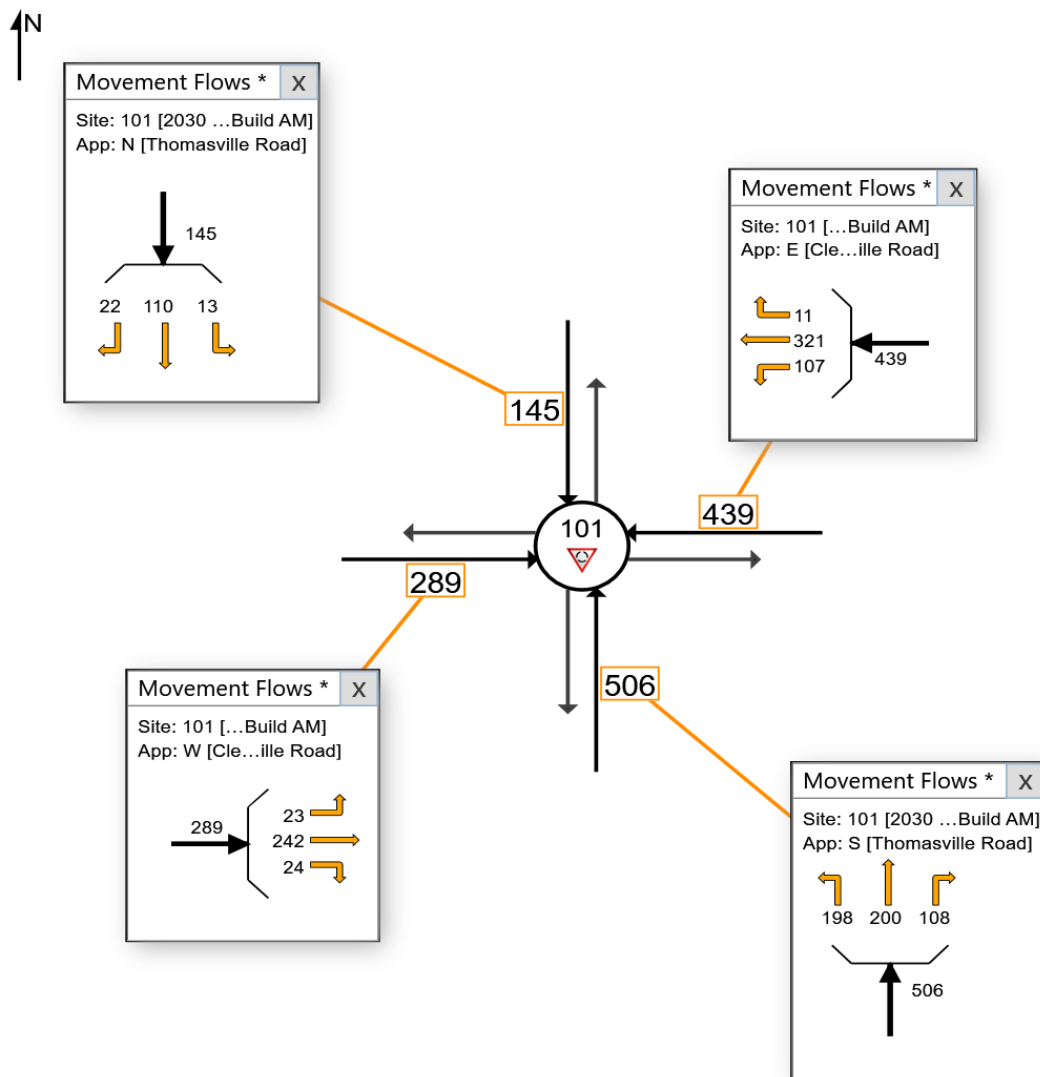 N
Movement Flows * X
Site: 101 [2030 ...Build AM]
App: N [Thomasville Road]
145
22 110 13
Movement Flows * X
Site: 101 [...Build AM]
App: E [Cle...ille Road]
11
321
107
439
145
439
101
289
506
Movement Flows * X
Site: 101 [...Build AM]
App: W [Cle...ille Road]
289
23
242
24
Movement Flows * X
Site: 101 [2030 ...Build AM]
App: S [Thomasville Road]
198 200 108
506